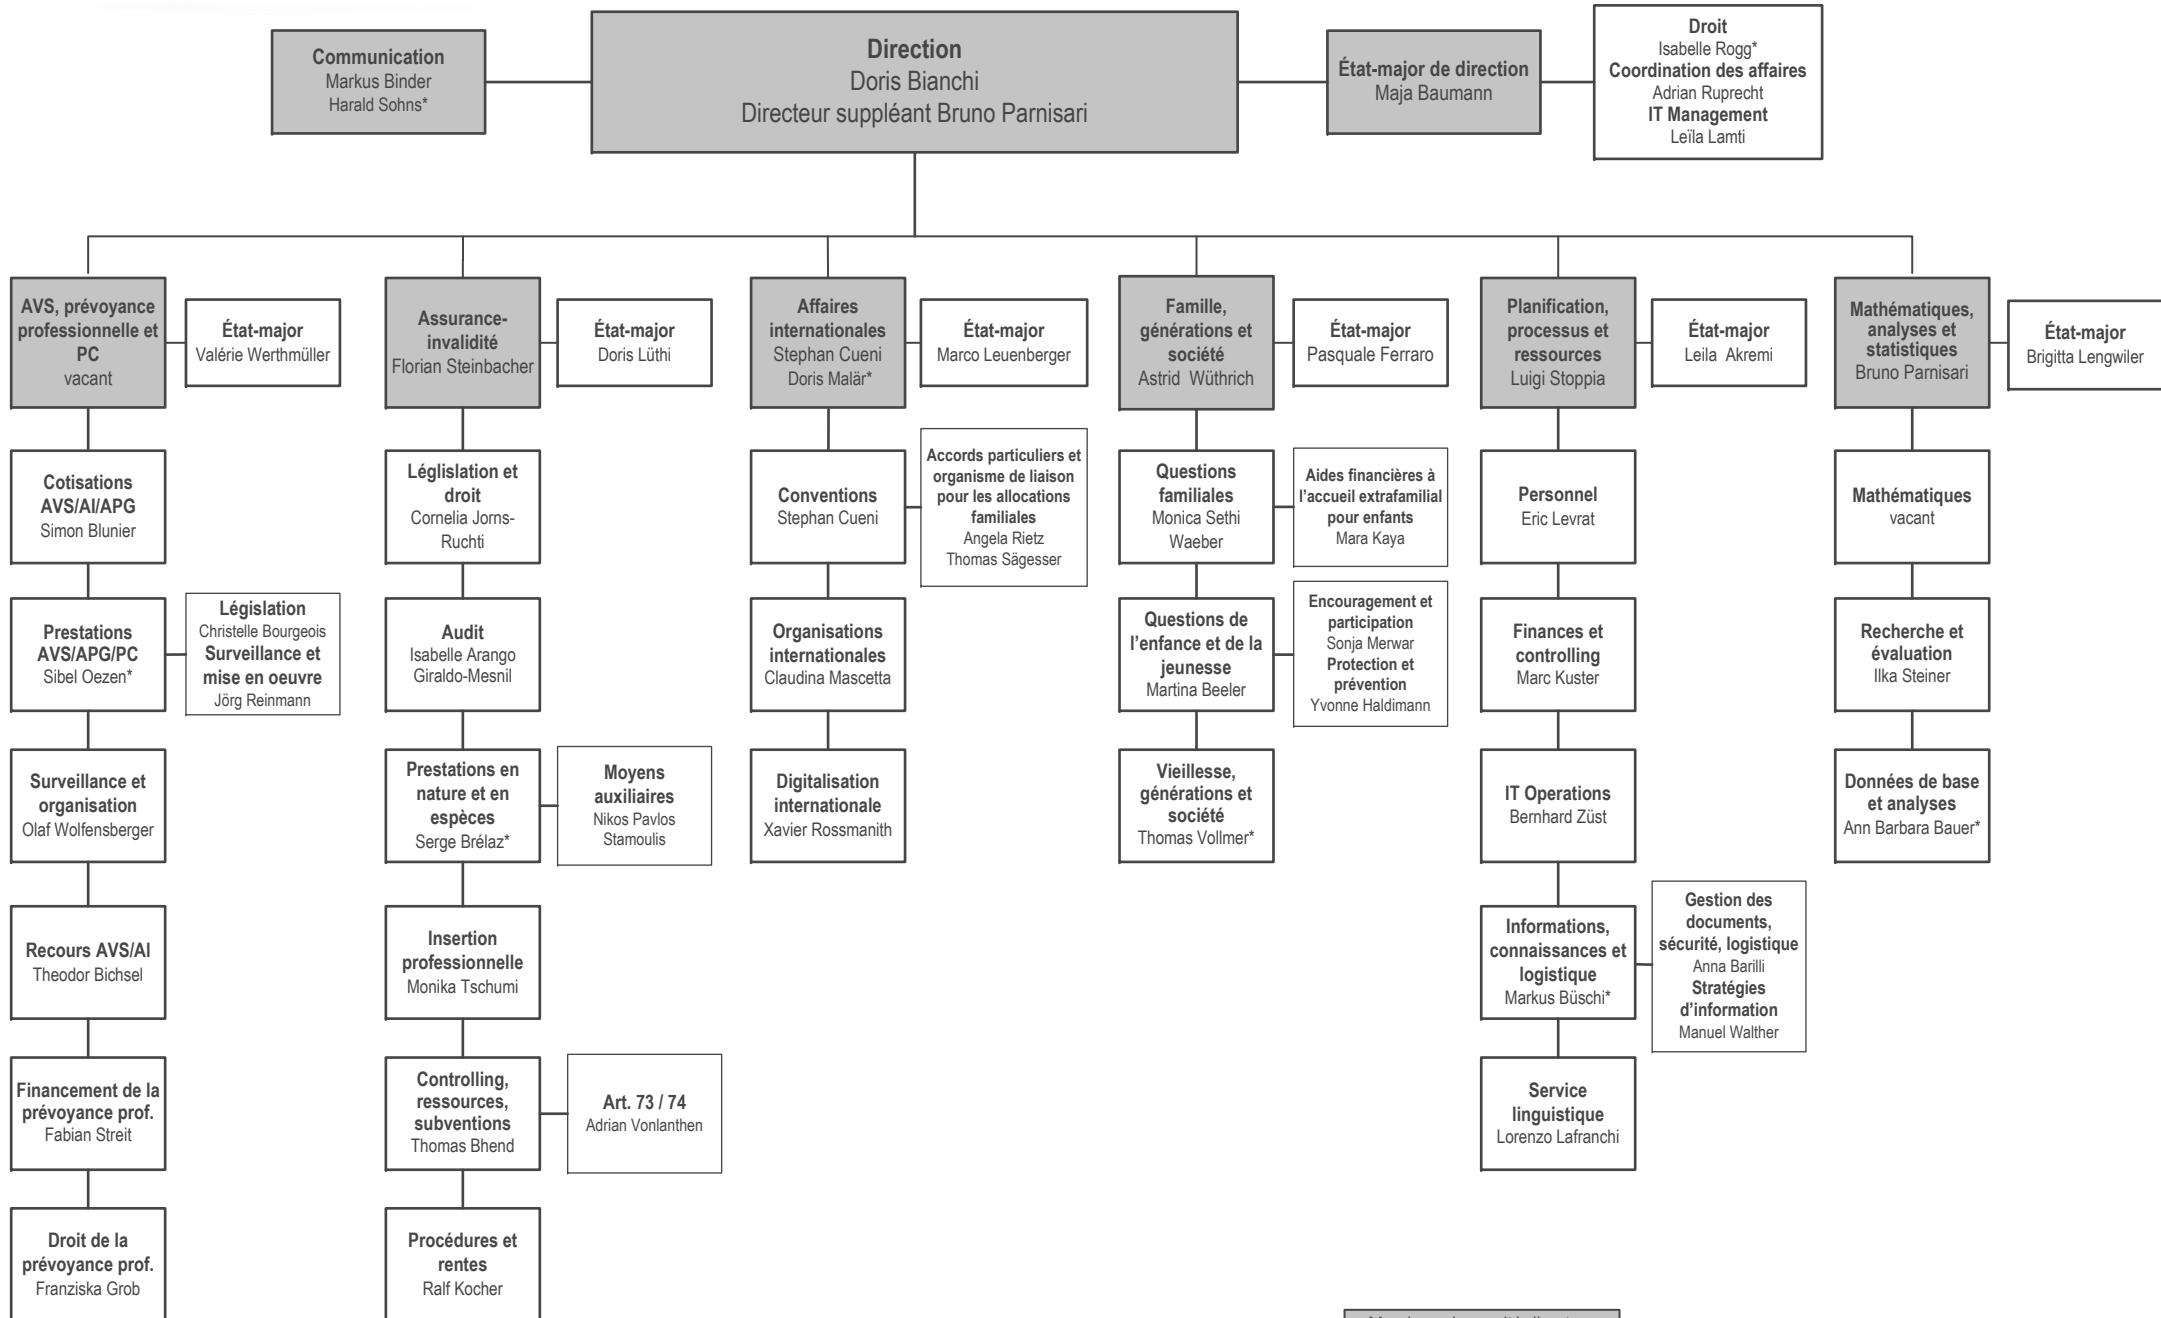 Communication
Markus Binder
Harald Sohns*
Direction
Doris Bianchi
Directeur suppléant Bruno Parnisari
État-major de direction
Maja Baumann
Droit
Isabelle Rogg*
Coordination des affaires
Adrian Ruprecht
IT Management
Leïla Lamti
AVS, prévoyance
professionnelle et
PC
vacant
État-major
Valérie Werthmüller
Assurance-
invalidité
Florian Steinbacher
État-major
Doris Lüthi
Affaires
internationales
Stephan Cueni
Doris Malär*
État-major
Marco Leuenberger
Famille,
générations et
société
Astrid Wüthrich
État-major
Pasquale Ferraro
Planification,
processus et
ressources
Luigi Stoppia
État-major
Leila Akremi
Mathématiques,
analyses et
statistiques
Bruno Parnisari
État-major
Brigitta Lengwiler
Cotisations
AVS/AI/APG
Simon Blunier
Léglislation et
droit
Cornelia Jorns-
Ruchti
Conventions
Stephan Cueni
Accords particuliers et
organisme de liaison
pour les allocations
familiales
Angela Rietz
Thomas Sägesser
Questions
familiales
Monica Sethi
Waeber
Aides financières à
l’accueil extrafamilial
pour enfants
Mara Kaya
Personnel
Eric Levrat
Mathématiques
vacant
Prestations
AVS/APG/PC
Sibel Oezen*
Législation
Christelle Bourgeois
Surveillance et
mise en oeuvre
Jörg Reinmann
Audit
Isabelle Arango
Giraldo-Mesnil
Organisations
internationales
Claudina Mascetta
Questions de
l’enfance et de la
jeunesse
Martina Beeler
Encouragement et
participation
Sonja Merwar
Protection et
prévention
Yvonne Haldimann
Finances et
controlling
Marc Kuster
Recherche et
évaluation
Ilka Steiner
Surveillance et
organisation
Olaf Wolfensberger
Prestations en
nature et en
espèces
Serge Brélaz*
Moyens
auxiliaires
Nikos Pavlos
Stamoulis
Digitalisation
internationale
Xavier Rossmanith
Vieillesse,
générations et
société
Thomas Vollmer*
IT Operations
Bernhard Züst
Données de base
et analyses
Ann Barbara Bauer*
Recours AVS/AI
Theodor Bichsel
Insertion
professionnelle
Monika Tschumi
Informations,
connaissances et
logistique
Markus Büschi*
Gestion des
documents,
sécurité, logistique
Anna Barilli
Stratégies
d’information
Manuel Walther
Financement de la
prévoyance prof.
Fabian Streit
Controlling,
ressources,
subventions
Thomas Bhend
Art. 73 / 74
Adrian Vonlanthen
Service
linguistique
Lorenzo Lafranchi
Droit de la
prévoyance prof.
Franziska Grob
Procédures et
rentes
Ralf Kocher